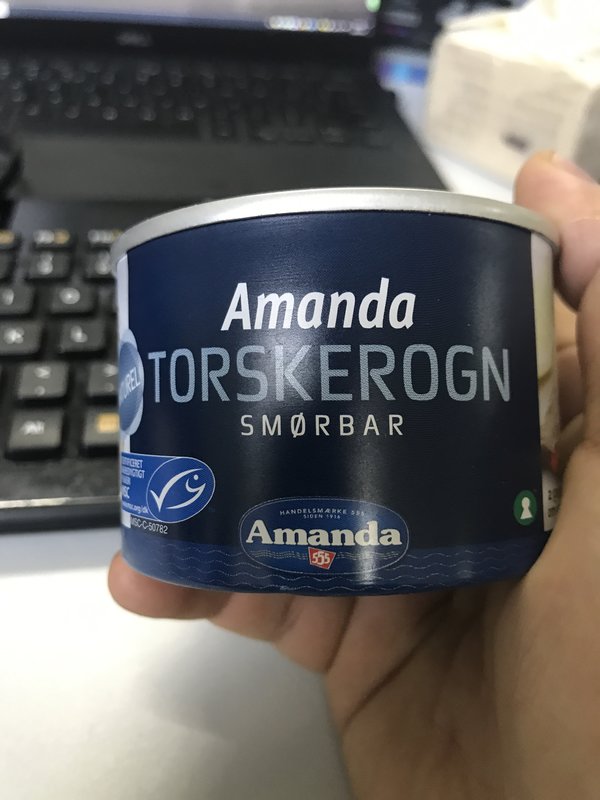 Amanda
TORSKEROGN
SMØRBAR
MSC-C-50782
HANDELSMÆRKE 555
SIDEN 1916
Amanda
555